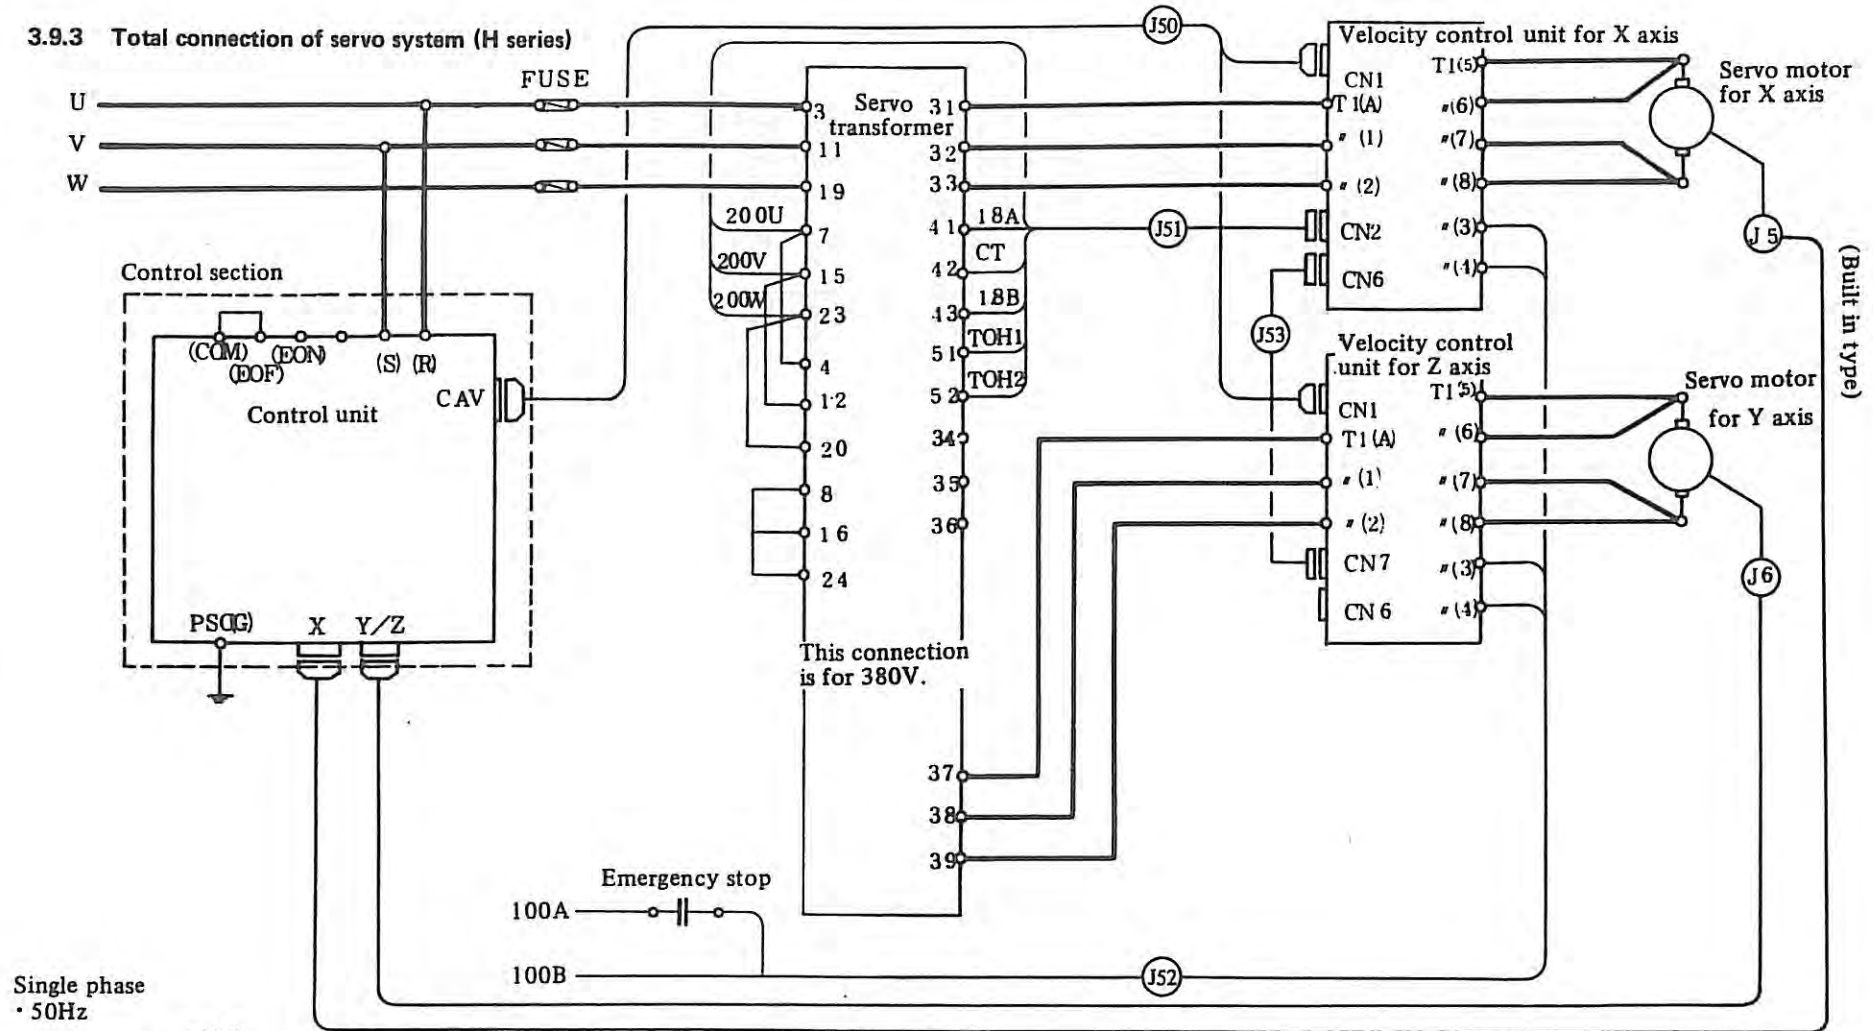 3.9.3 Total connection of servo system (H series)
J50
Velocity control unit for X axis
Servo motor
for X axis
FUSE
U
V
W
Servo
transformer
3
11
19
200U
7
200V
15
200W
23
4
12
20
8
16
24
31
32
33
41
18A
42
CT
43
18B
51
TOH1
52
TOH2
34
35
36
37
38
39
This connection
is for 380V.
CN1
T1(A)
〃 (1)
〃 (2)
CN2
CN6
T1(5)
〃(6)
〃(7)
〃(8)
〃(3)
〃(4)
J51
J53
J5
(Built in type)
Velocity control
unit for Z axis
CN1
T1(A)
〃 (1)
〃 (2)
CN7
CN6
T1(5)
〃 (6)
〃 (7)
〃 (8)
〃 (3)
〃 (4)
Servo motor
for Y axis
J6
Control section
(COM)
(EOF)
(EON)
(S) (R)
CAV
Control unit
PSC(G)
X
Y/Z
Emergency stop
100A
100B
J52
Single phase
· 50Hz